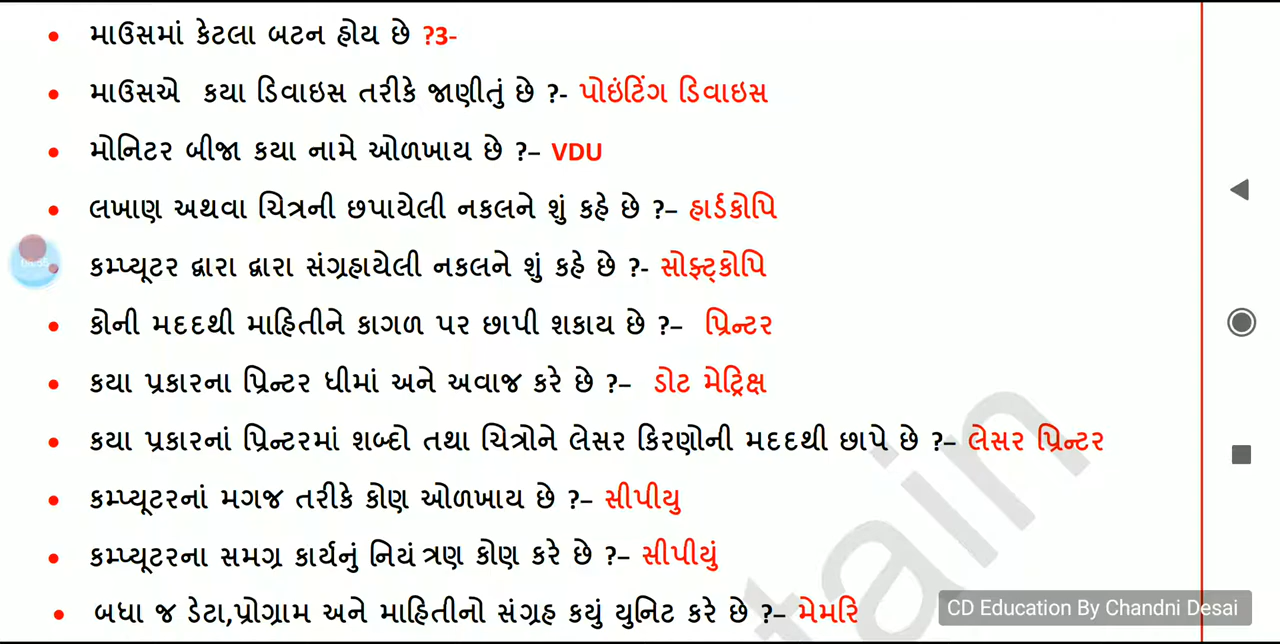 • માઉસમાં કેટલા બટન હોય છે ?3-
• માઉસએ કયા ડિવાઇસ તરીકે જાણીતું છે ?- પોઇંટિંગ ડિવાઇસ
• મોનિટર બીજા કયા નામે ઓળખાય છે ?– VDU
• લખાણ અથવા ચિત્રની છપાયેલી નકલને શું કહે છે ?– હાર્ડકોપિ
• કમ્પ્યૂટર દ્વારા દ્વારા સંગ્રહાયેલી નકલને શું કહે છે ?- સોફ્ટ્કોપિ
• કોની મદદથી માહિતીને કાગળ પર છાપી શકાય છે ?– પ્રિન્ટર
• કયા પ્રકારના પ્રિન્ટર ધીમાં અને અવાજ કરે છે ?– ડોટ મેટ્રિક્ષ
• કયા પ્રકારનાં પ્રિન્ટરમાં શબ્દો તથા ચિત્રોને લેસર કિરણોની મદદથી છાપે છે ?– લેસર પ્રિન્ટર
• કમ્પ્યૂટરનાં મગજ તરીકે કોણ ઓળખાય છે ?– સીપીયુ
• કમ્પ્યૂટરના સમગ્ર કાર્યનું નિયંત્રણ કોણ કરે છે ?– સીપીયું
• બધા જ ડેટા,પ્રોગ્રામ અને માહિતીનો સંગ્રહ કયું યુનિટ કરે છે ?– મેમરિ
CD Education By Chandni Desai